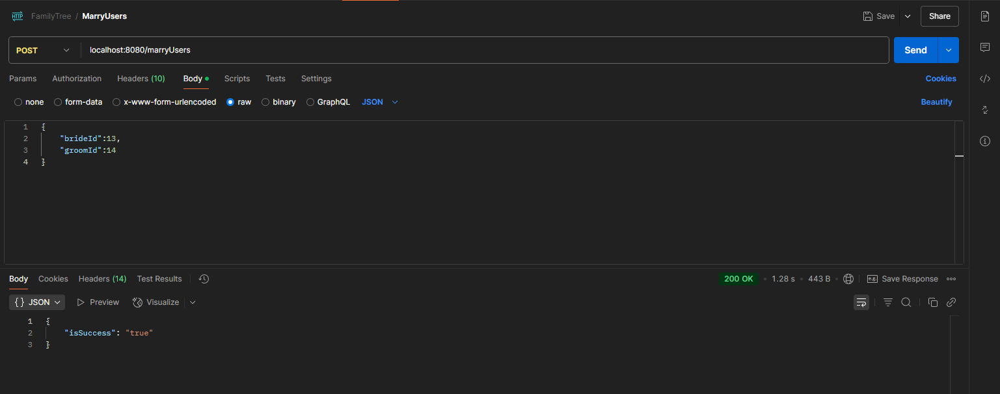 HTTP FamilyTree / MarryUsers Save Share
POST localhost:8080/marryUsers Send
Params Authorization Headers (10) Body Scripts Tests Settings Cookies
none form-data x-www-form-urlencoded raw binary GraphQL JSON Beautify
1 {
2 "brideId":13,
3 "groomId":14
4 }
Body Cookies Headers (14) Test Results 200 OK 1.28 s 443 B e.g. Save Response
{} JSON Preview Visualize
1 {
2 "isSuccess": "true"
3 }